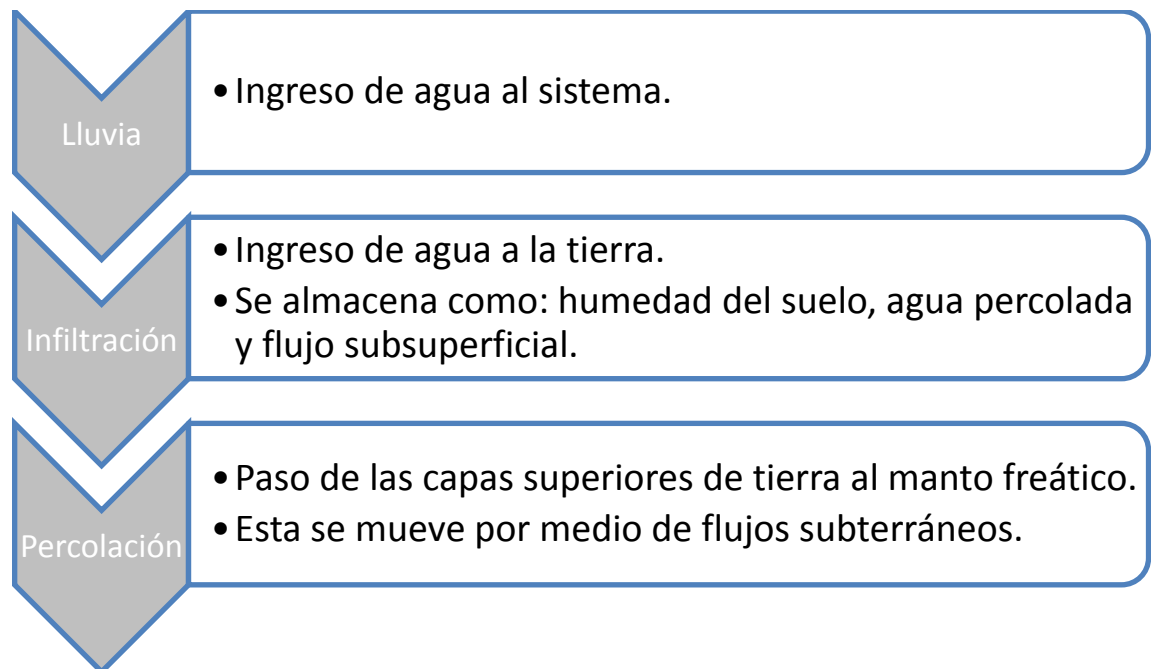 Lluvia
• Ingreso de agua al sistema.
Infiltración
• Ingreso de agua a la tierra.
• Se almacena como: humedad del suelo, agua percolada
y flujo subsuperficial.
Percolación
• Paso de las capas superiores de tierra al manto freático.
• Esta se mueve por medio de flujos subterráneos.